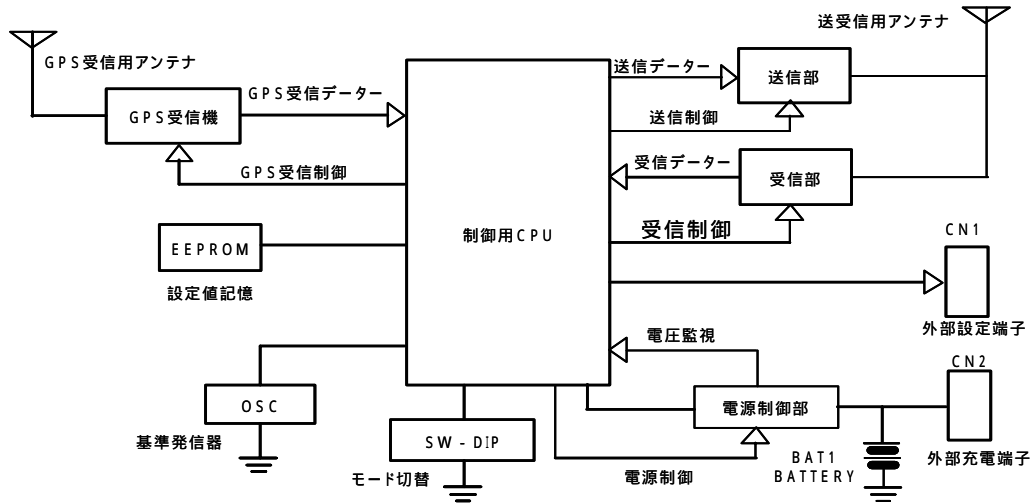 送受信用アンテナ
GPS受信用アンテナ
送信データー
送信部
GPS受信データー
GPS受信機
送信制御
受信データー
GPS受信制御
受信部
制御用CPU
受信制御
CN1
EEPROM
設定値記憶
外部設定端子
電圧監視
CN2
OSC
電源制御部
基準発信器
SW-DIP
BAT1
BATTERY
外部充電端子
モード切替
電源制御